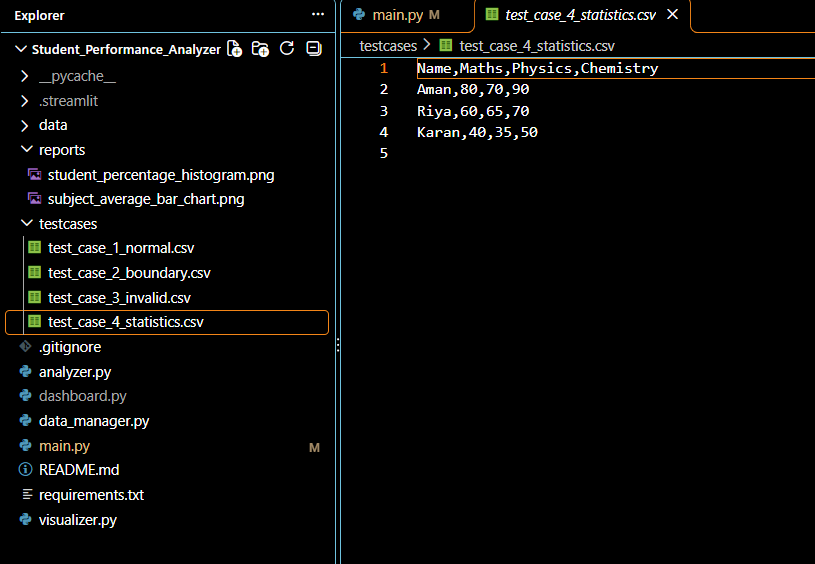 Explorer
Student_Performance_Analyzer
__pycache__
.streamlit
data
reports
student_percentage_histogram.png
subject_average_bar_chart.png
testcases
test_case_1_normal.csv
test_case_2_boundary.csv
test_case_3_invalid.csv
test_case_4_statistics.csv
.gitignore
analyzer.py
dashboard.py
data_manager.py
main.py M
README.md
requirements.txt
visualizer.py
main.py M test_case_4_statistics.csv
testcases > test_case_4_statistics.csv
1 Name,Maths,Physics,Chemistry
2 Aman,80,70,90
3 Riya,60,65,70
4 Karan,40,35,50
5